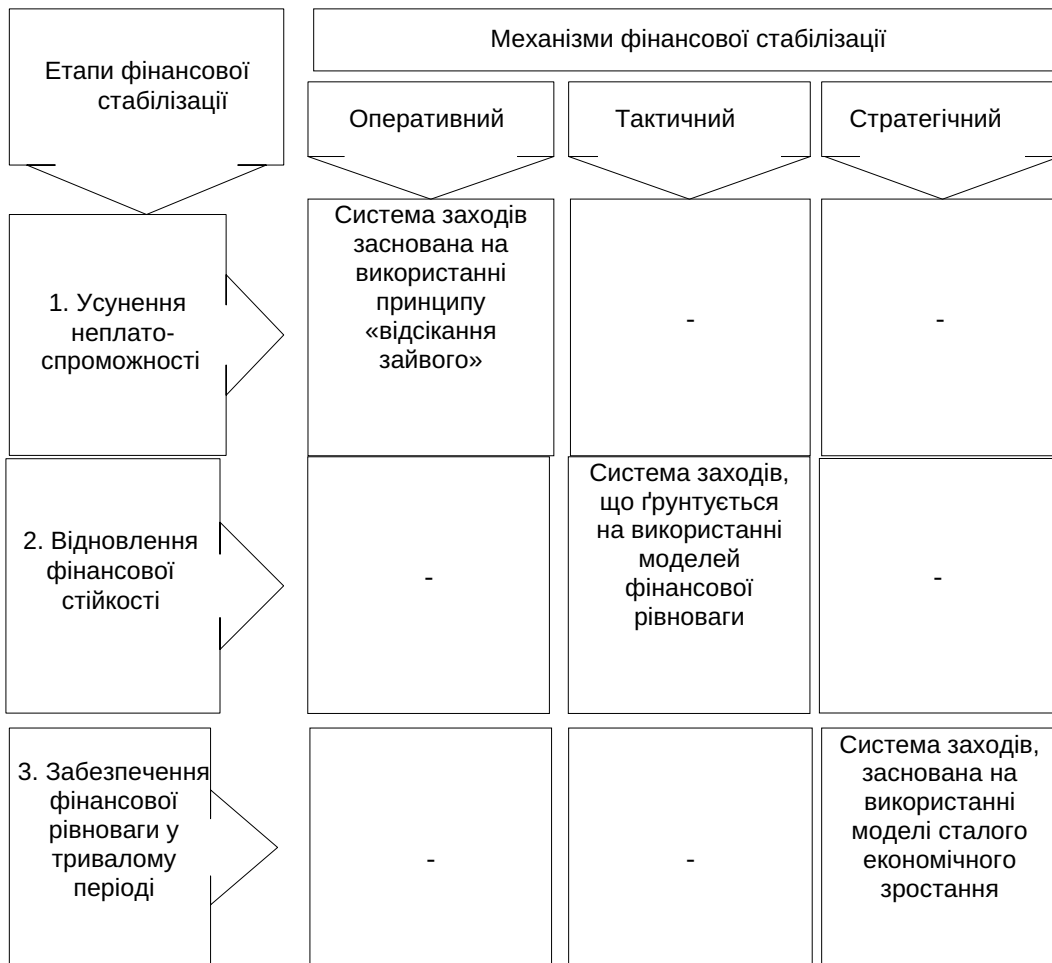 Етапи фінансової
стабілізації
Механізми фінансової стабілізації
Оперативний
Тактичний
Стратегічний
1. Усунення
неплато-
спроможності
Система заходів
заснована на
використанні
принципу
«відсікання
зайвого»
-
-
2. Відновлення
фінансової
стійкості
-
Система заходів,
що ґрунтується
на використанні
моделей
фінансової
рівноваги
-
3. Забезпечення
фінансової
рівноваги у
тривалому
періоді
-
-
Система заходів,
заснована на
використанні
моделі сталого
економічного
зростання